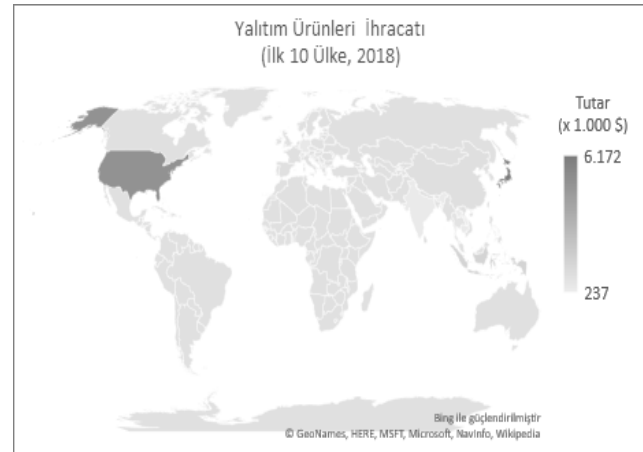 Yalıtım Ürünleri İhracatı
(İlk 10 Ülke, 2018)
Tutar
(x 1.000 $)
6.172
237
Bing ile güçlendirilmiştir
© GeoNames, HERE, MSFT, Microsoft, NavInfo, Wikipedia